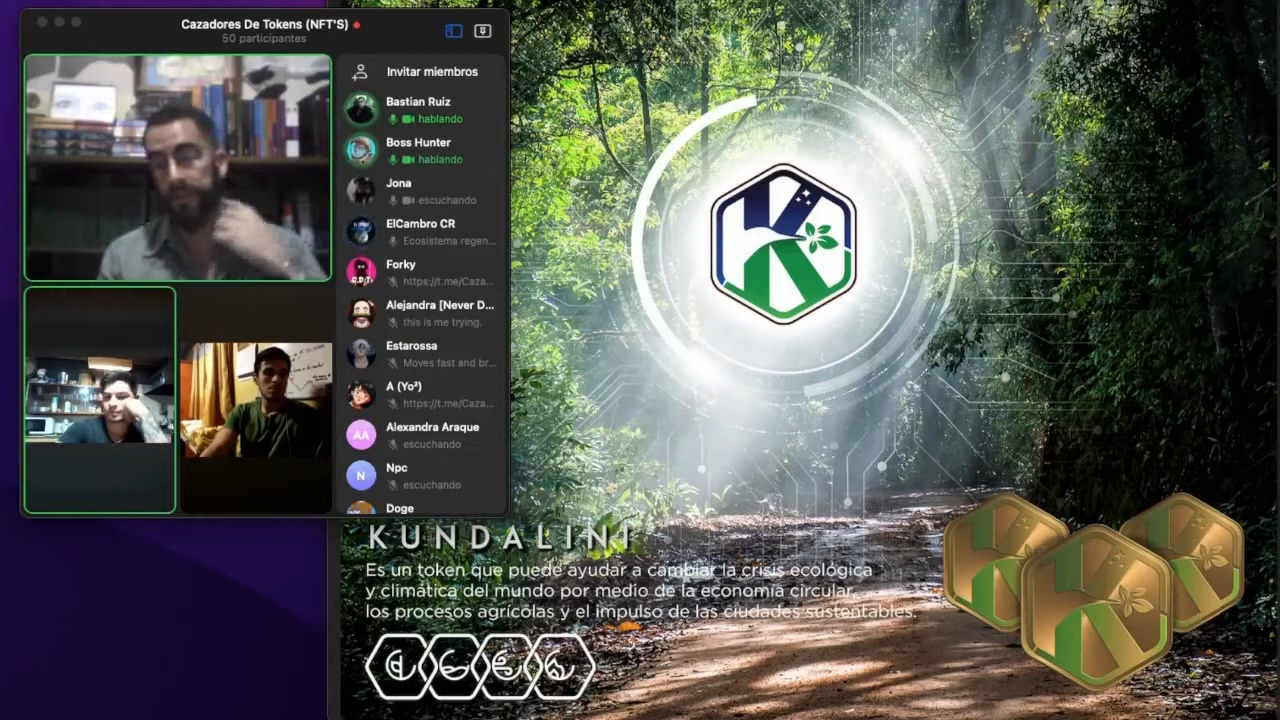 Cazadores De Tokens (NFT'S)
50 participantes
Invitar miembros
Bastian Ruiz
hablando
Boss Hunter
hablando
Jona
escuchando
ElCambro CR
Ecosistema regen...
Forky
https://t.me/Caza...
Alejandra [Never D...
this is me trying.
Estarossa
Moves fast and br...
A (Yo²)
https://t.me/Caza...
AA
Alexandra Araque
escuchando
N
Npc
escuchando
Doge
KUNDALINI
Es un token que puede ayudar a cambiar la crisis ecológica
y climática del mundo por medio de la economía circular,
los procesos agrícolas y el impulso de las ciudades sustentables.